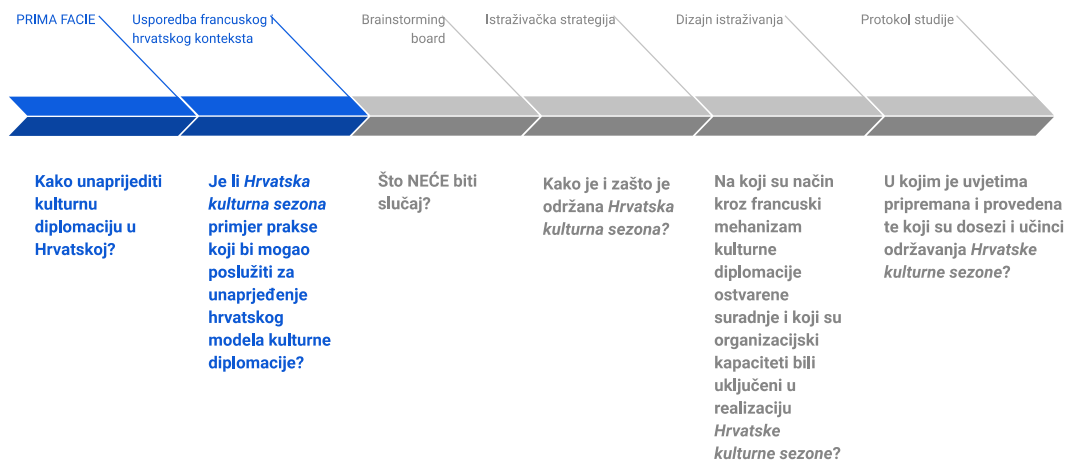 PRIMA FACIE
Usporedba francuskog i
hrvatskog konteksta
Brainstorming
board
Istraživačka strategija
Dizajn istraživanja
Protokol studije
Kako unaprijediti
kulturnu
diplomaciju u
Hrvatskoj?
Je li Hrvatska
kulturna sezona
primjer prakse
koji bi mogao
poslužiti za
unaprjeđenje
hrvatskog
modela kulturne
diplomacije?
Što NEĆE biti
slučaj?
Kako je i zašto je
održana Hrvatska
kulturna sezona?
Na koji su način
kroz francuski
mehanizam
kulturne
diplomacije
ostvarene
suradnje i koji su
organizacijski
kapaciteti bili
uključeni u
realizaciju
Hrvatske
kulturne sezone?
U kojim je uvjetima
pripremana i provedena
te koji su dosezi i učinci
održavanja Hrvatske
kulturne sezone?